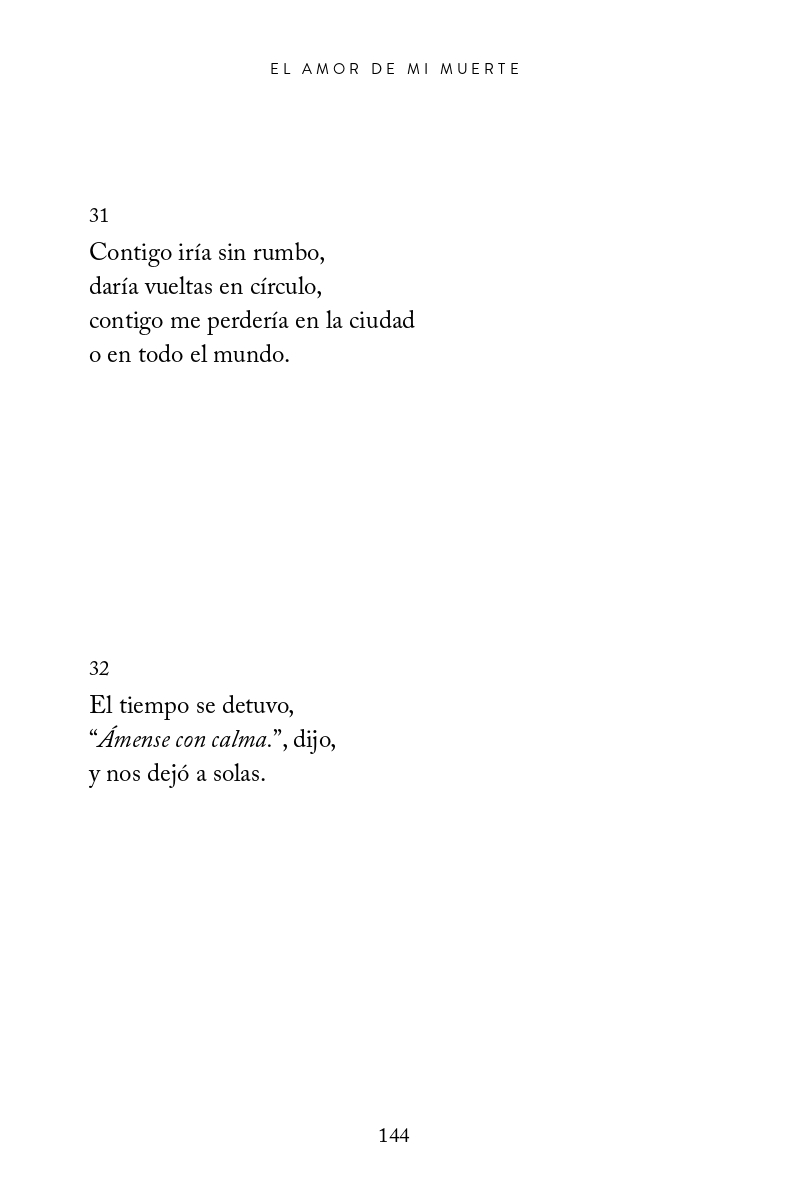 EL AMOR DE MI MUERTE
31
Contigo iría sin rumbo,
daría vueltas en círculo,
contigo me perdería en la ciudad
o en todo el mundo.
32
El tiempo se detuvo,
“Ámense con calma.”, dijo,
y nos dejó a solas.
144